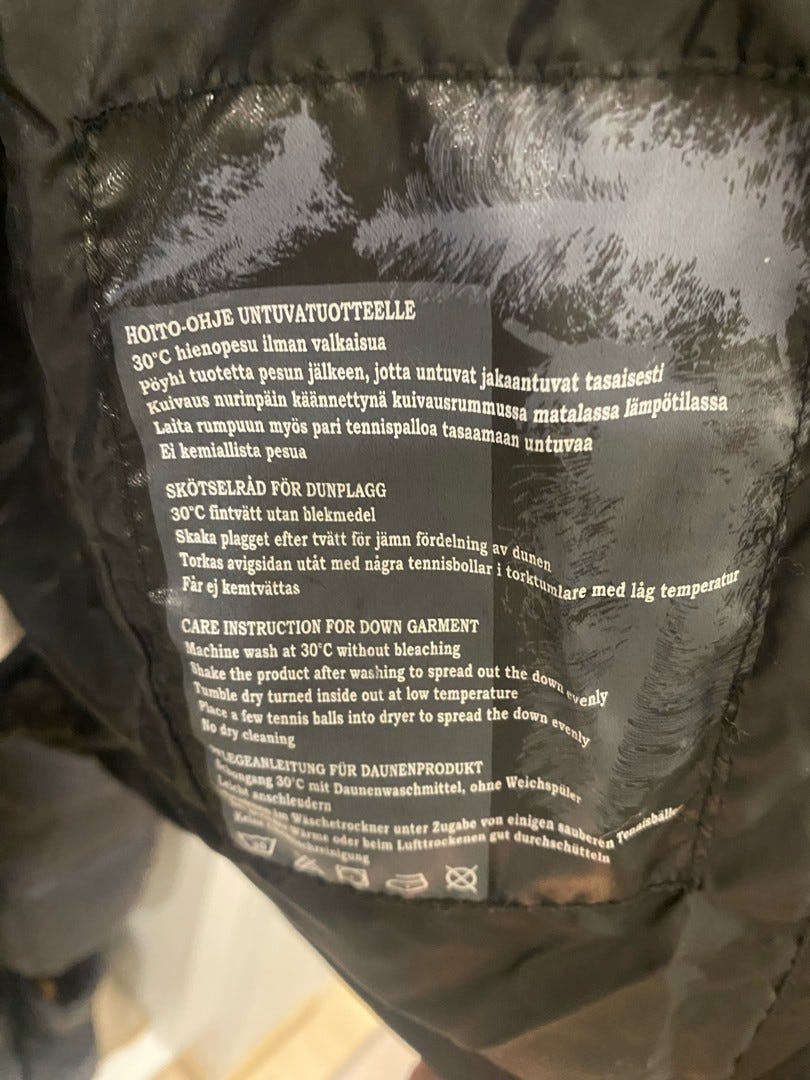 HOITO-OHJE UNTUVATUOTTEELLE
30°C hienopesu ilman valkaisua
Pöyhi tuotetta pesun jälkeen, jotta untuvat jakaantuvat tasaisesti
Kuivaus nurinpäin käännettynä kuivausrummussa matalassa lämpötilassa
Laita rumpuun myös pari tennispalloa tasaamaan untuvaa
Ei kemiallista pesua
SKÖTSELRÅD FÖR DUNPLAGG
30°C fintvätt utan blekmedel
Skaka plagget efter tvätt för jämn fördelning av dunen
Torkas avigsidan utåt med några tennisbollar i torktumlare med låg temperatur
Får ej kemtvättas
CARE INSTRUCTION FOR DOWN GARMENT
Machine wash at 30°C without bleaching
Shake the product after washing to spread out the down evenly
Tumble dry turned inside out at low temperature
Place a few tennis balls into dryer to spread the down evenly
No dry cleaning
PFLEGEANLEITUNG FÜR DAUNENPRODUKT
Schongang 30°C mit Daunenwaschmittel, ohne Weichspüler
Leicht anschleudern
im Wäschetrockner unter Zugabe von einigen sauberen Tennisbälle
Wärme oder beim Lufttrockenen gut durchschütteln